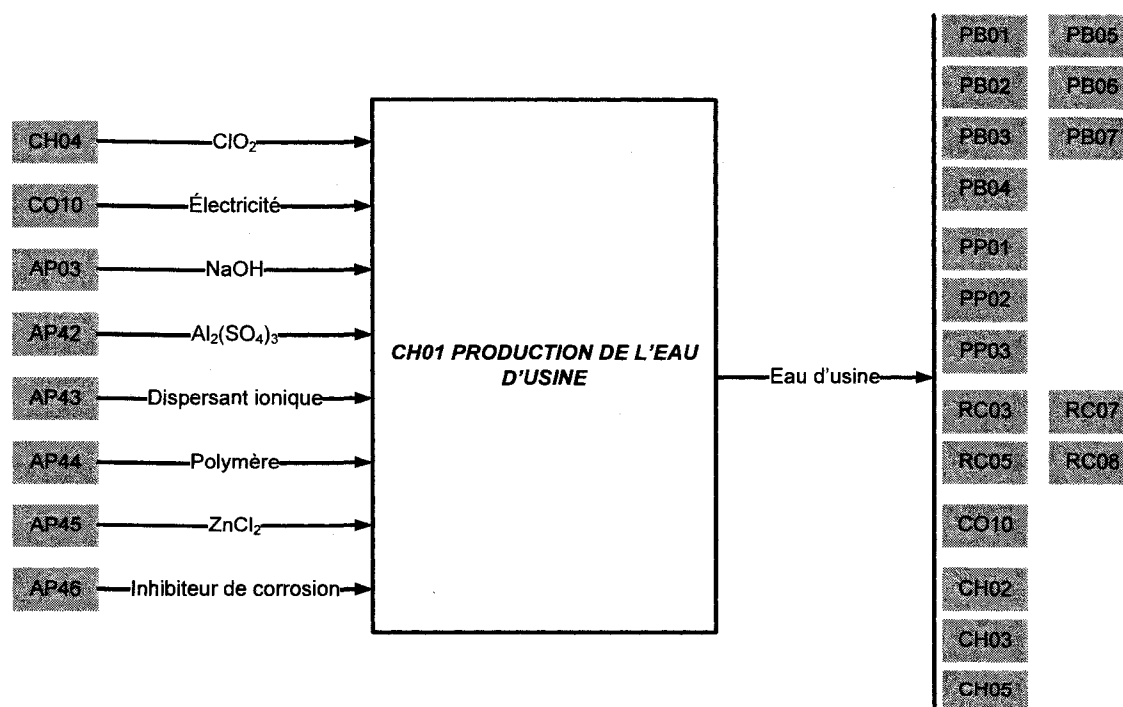 CH04 ClO₂
CO10 Électricité
AP03 NaOH
AP42 Al₂(SO₄)₃
AP43 Dispersant ionique
AP44 Polymère
AP45 ZnCl₂
AP46 Inhibiteur de corrosion
CH01 PRODUCTION DE L'EAU
D'USINE
Eau d'usine
PB01 PB05
PB02 PB06
PB03 PB07
PB04
PP01
PP02
PP03
RC03 RC07
RC05 RC08
CO10
CH02
CH03
CH05